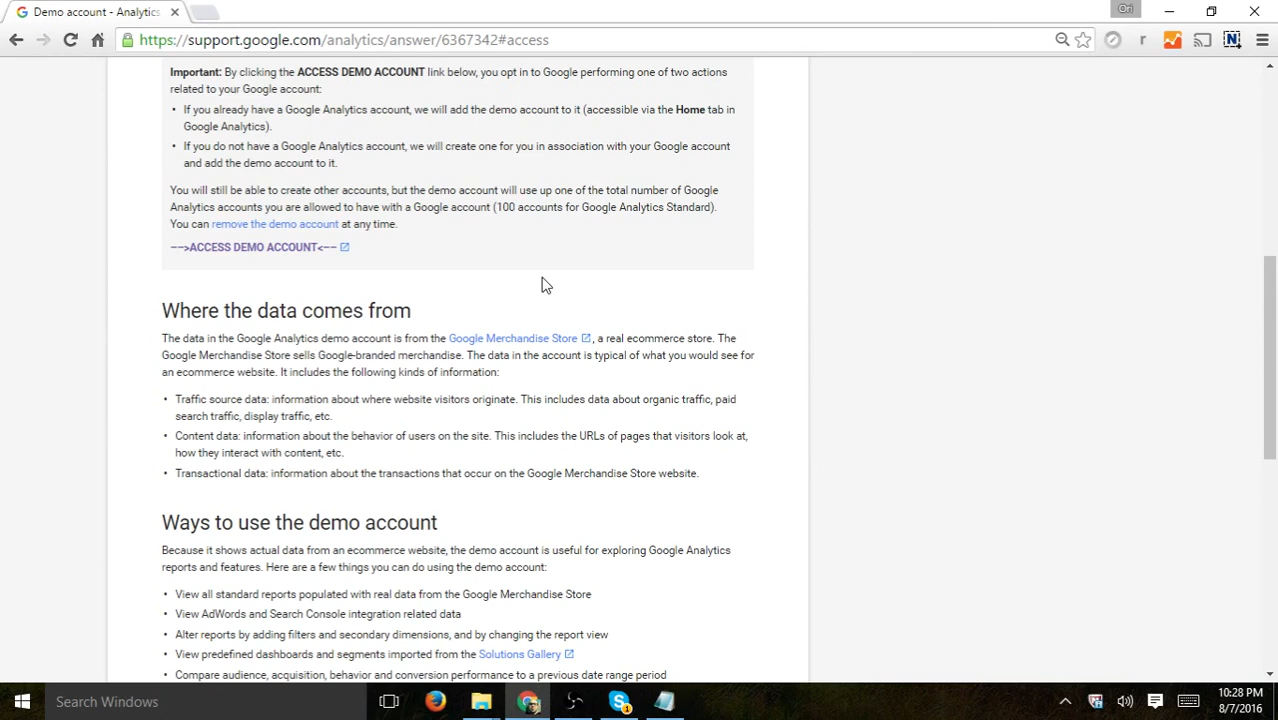 Demo account - Analytics
Ori
https://support.google.com/analytics/answer/6367342#access
Important: By clicking the ACCESS DEMO ACCOUNT link below, you opt in to Google performing one of two actions
related to your Google account:
• If you already have a Google Analytics account, we will add the demo account to it (accessible via the Home tab in
Google Analytics).
• If you do not have a Google Analytics account, we will create one for you in association with your Google account
and add the demo account to it.
You will still be able to create other accounts, but the demo account will use up one of the total number of Google
Analytics accounts you are allowed to have with a Google account (100 accounts for Google Analytics Standard).
You can remove the demo account at any time.
-->ACCESS DEMO ACCOUNT<--
Where the data comes from
The data in the Google Analytics demo account is from the Google Merchandise Store , a real ecommerce store. The
Google Merchandise Store sells Google-branded merchandise. The data in the account is typical of what you would see for
an ecommerce website. It includes the following kinds of information:
• Traffic source data: information about where website visitors originate. This includes data about organic traffic, paid
search traffic, display traffic, etc.
• Content data: information about the behavior of users on the site. This includes the URLs of pages that visitors look at,
how they interact with content, etc.
• Transactional data: information about the transactions that occur on the Google Merchandise Store website.
Ways to use the demo account
Because it shows actual data from an ecommerce website, the demo account is useful for exploring Google Analytics
reports and features. Here are a few things you can do using the demo account:
• View all standard reports populated with real data from the Google Merchandise Store
• View AdWords and Search Console integration related data
• Alter reports by adding filters and secondary dimensions, and by changing the report view
• View predefined dashboards and segments imported from the Solutions Gallery
• Compare audience, acquisition, behavior and conversion performance to a previous date range period
Search Windows
10:28 PM
8/7/2016